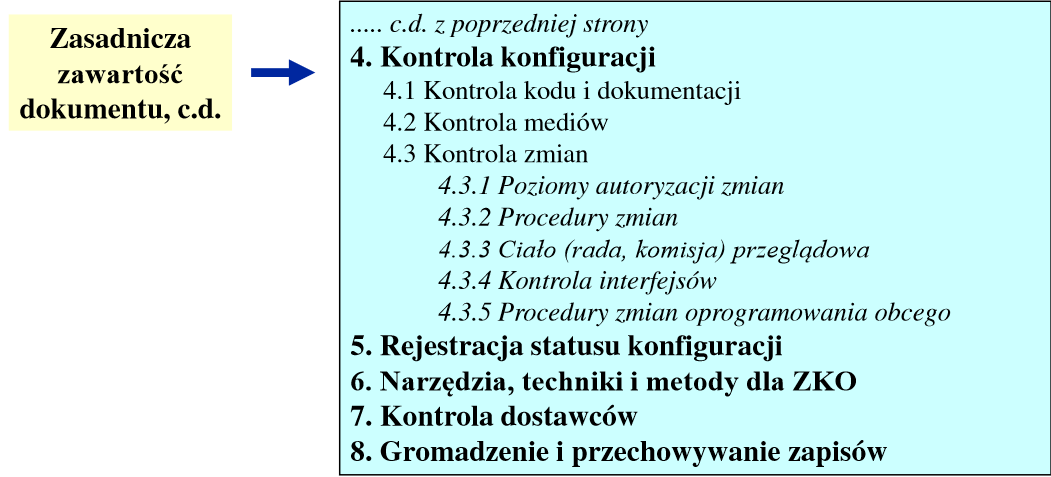 Zasadnicza
zawartość
dokumentu, c.d.
..... c.d. z poprzedniej strony
4. Kontrola konfiguracji
4.1 Kontrola kodu i dokumentacji
4.2 Kontrola mediów
4.3 Kontrola zmian
4.3.1 Poziomy autoryzacji zmian
4.3.2 Procedury zmian
4.3.3 Ciało (rada, komisja) przeglądowa
4.3.4 Kontrola interfejsów
4.3.5 Procedury zmian oprogramowania obcego
5. Rejestracja statusu konfiguracji
6. Narzędzia, techniki i metody dla ZKO
7. Kontrola dostawców
8. Gromadzenie i przechowywanie zapisów